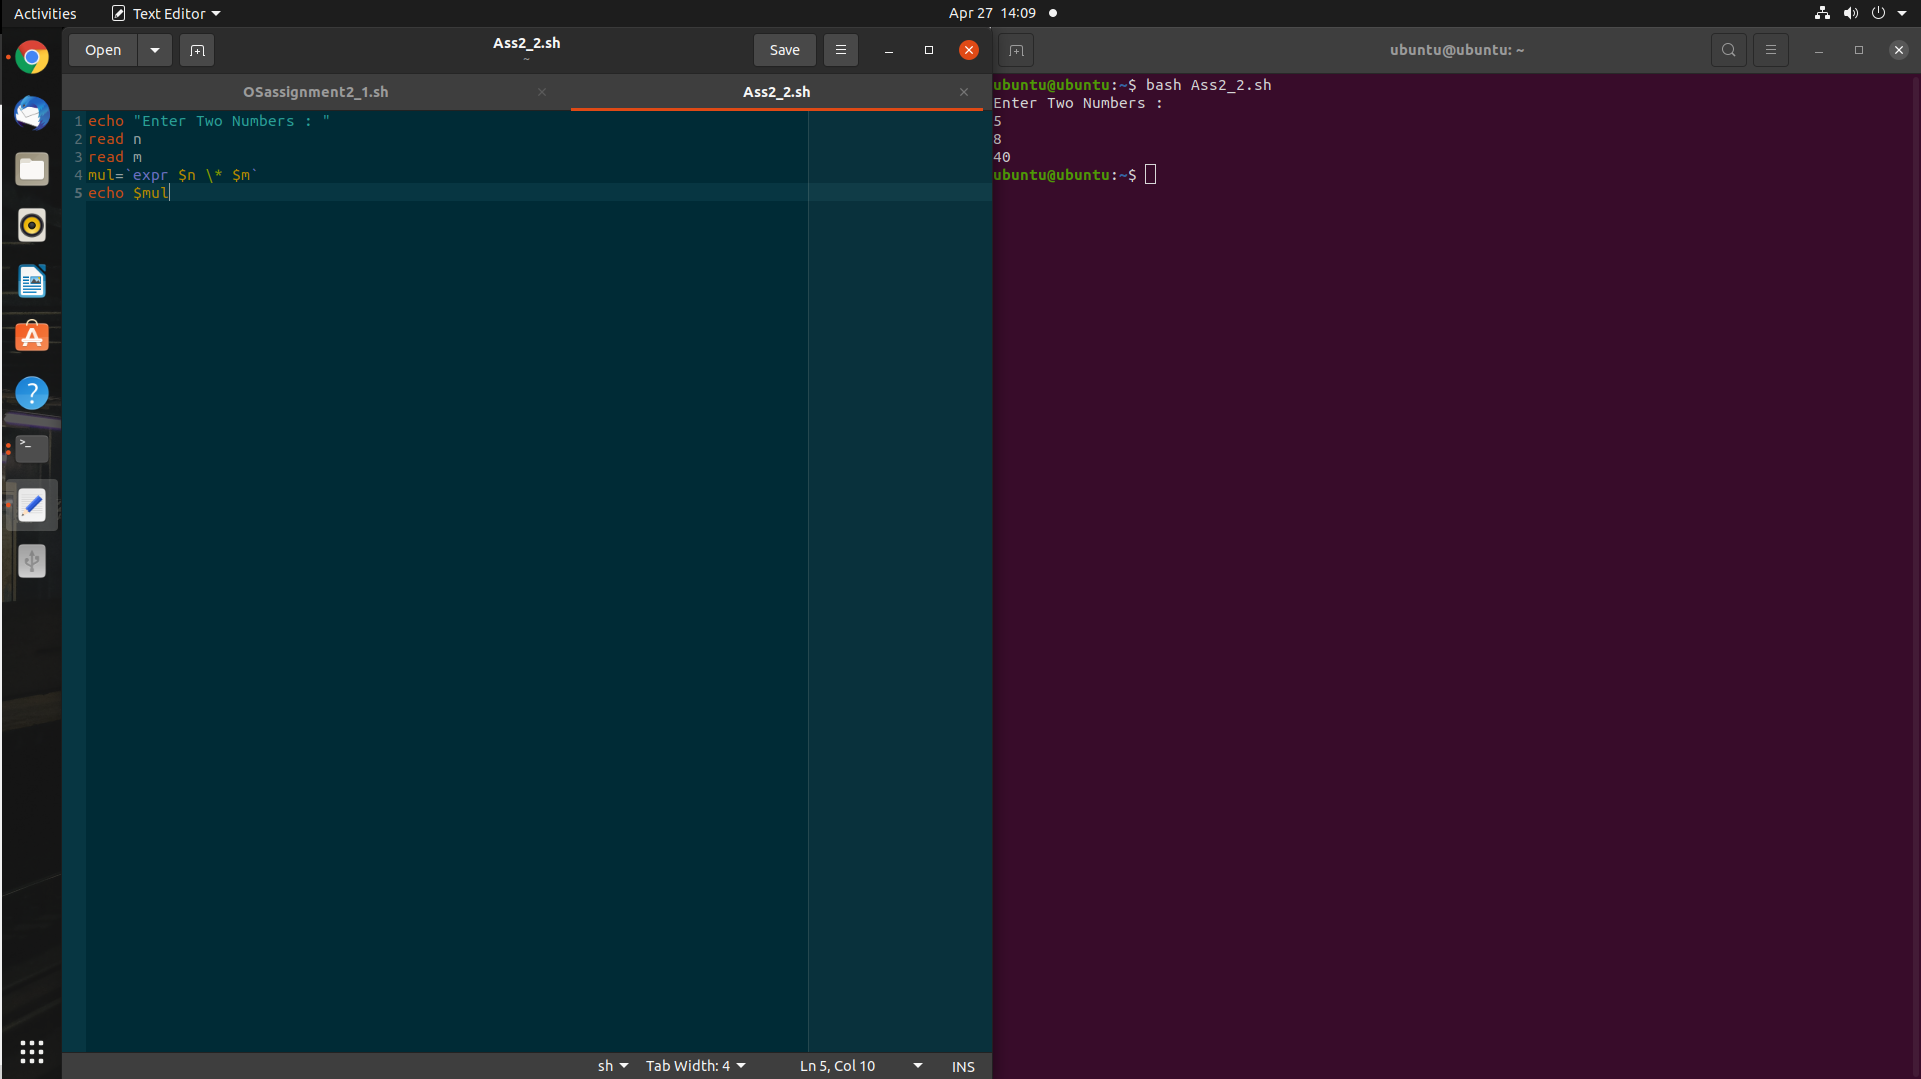 Activities
Text Editor
Apr 27 14:09
Open
Ass2_2.sh
~
Save
OSassignment2_1.sh
Ass2_2.sh
1 echo "Enter Two Numbers : "
2 read n
3 read m
4 mul=`expr $n \* $m`
5 echo $mul
sh
Tab Width: 4
Ln 5, Col 10
INS
ubuntu@ubuntu: ~
ubuntu@ubuntu:~$ bash Ass2_2.sh
Enter Two Numbers :
5
8
40
ubuntu@ubuntu:~$